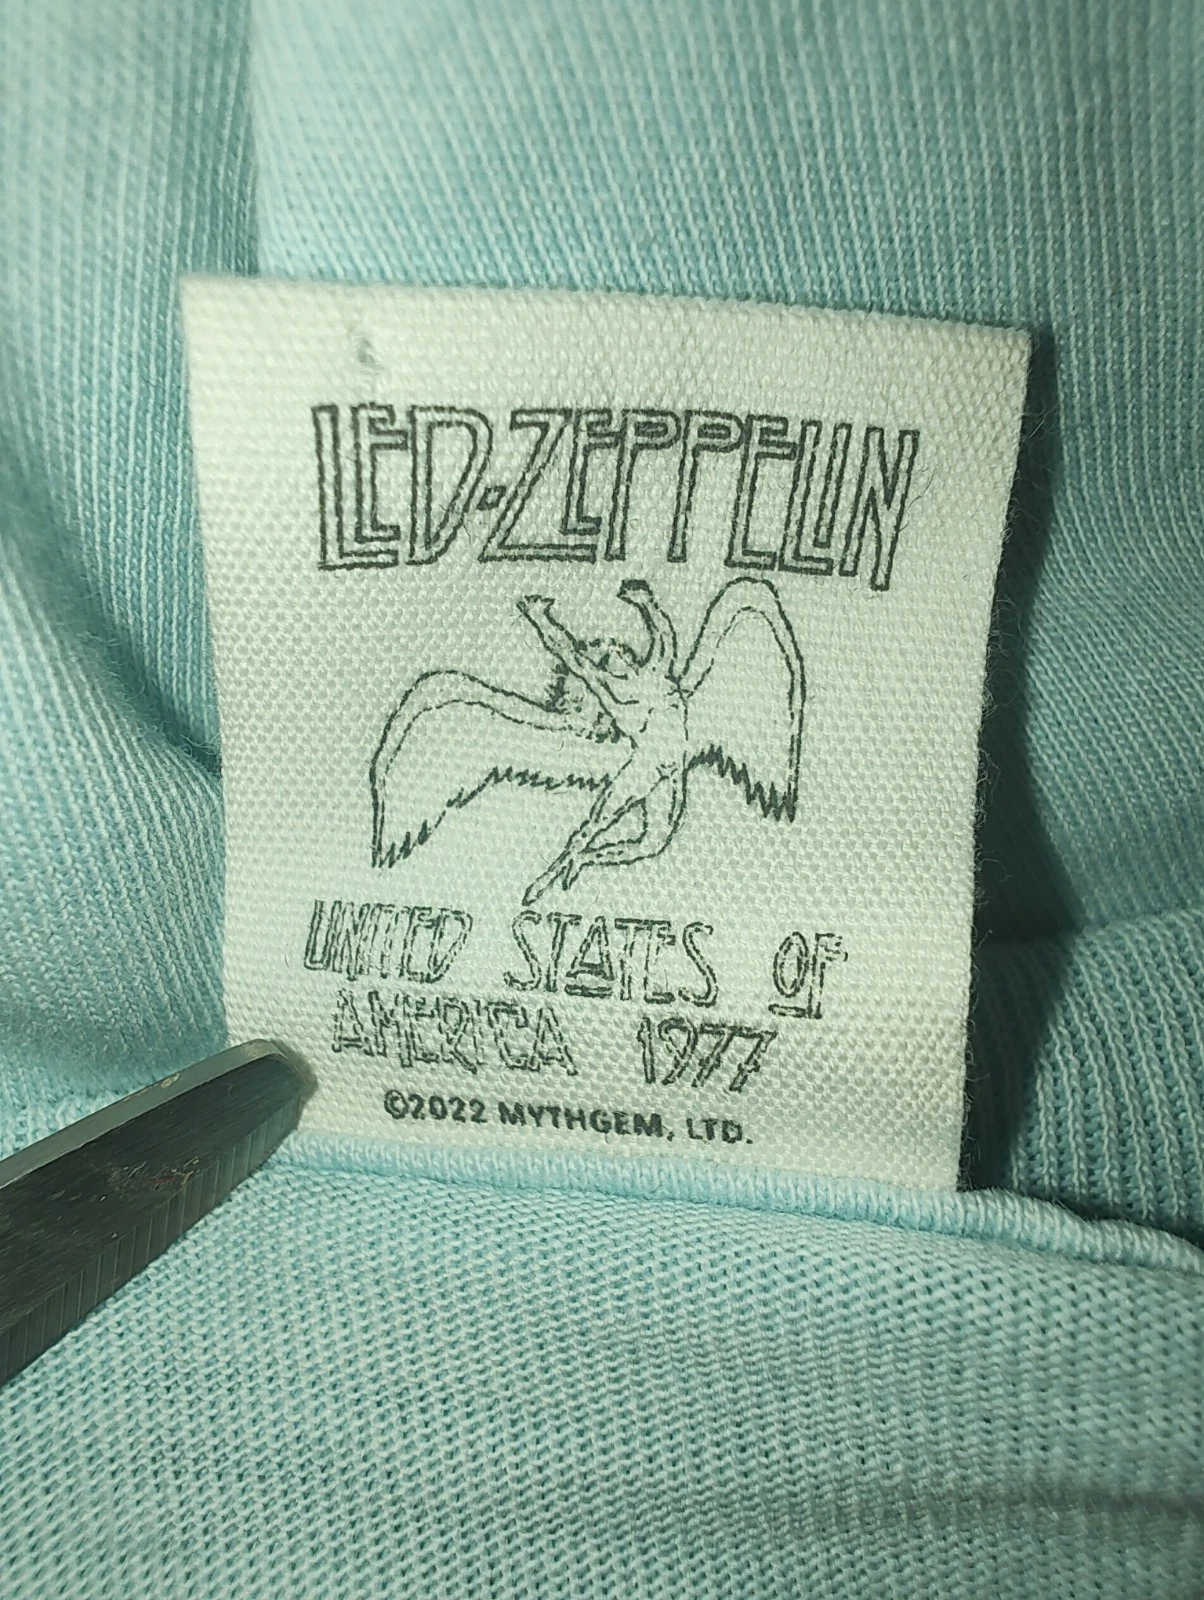 LED-ZEPPELIN
UNITED STATES OF
AMERICA 1977
©2022 MYTHGEM, LTD.